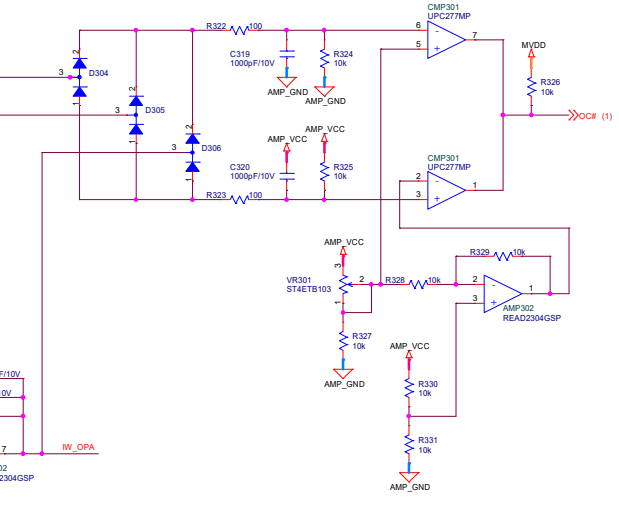 CMP301
UPC277MP
R322 100
6
5
7
2
3
D304
1
C319
1000pF/10V
R324
10k
MVDD
R326
10k
AMP_GND
AMP_GND
2
3
D305
1
OC# (1)
2
3
D306
1
AMP_VCC
AMP_VCC
C320
1000pF/10V
R325
10k
CMP301
UPC277MP
2
3
1
R323 100
AMP_VCC
3
VR301
ST4ETB103
2
1
R328 10k
R329 10k
2
3
1
AMP302
READ2304GSP
R327
10k
AMP_GND
AMP_VCC
R330
10k
F/10V
0V
R331
10k
AMP_GND
7
IW_OPA
02
2304GSP
- + - + - +